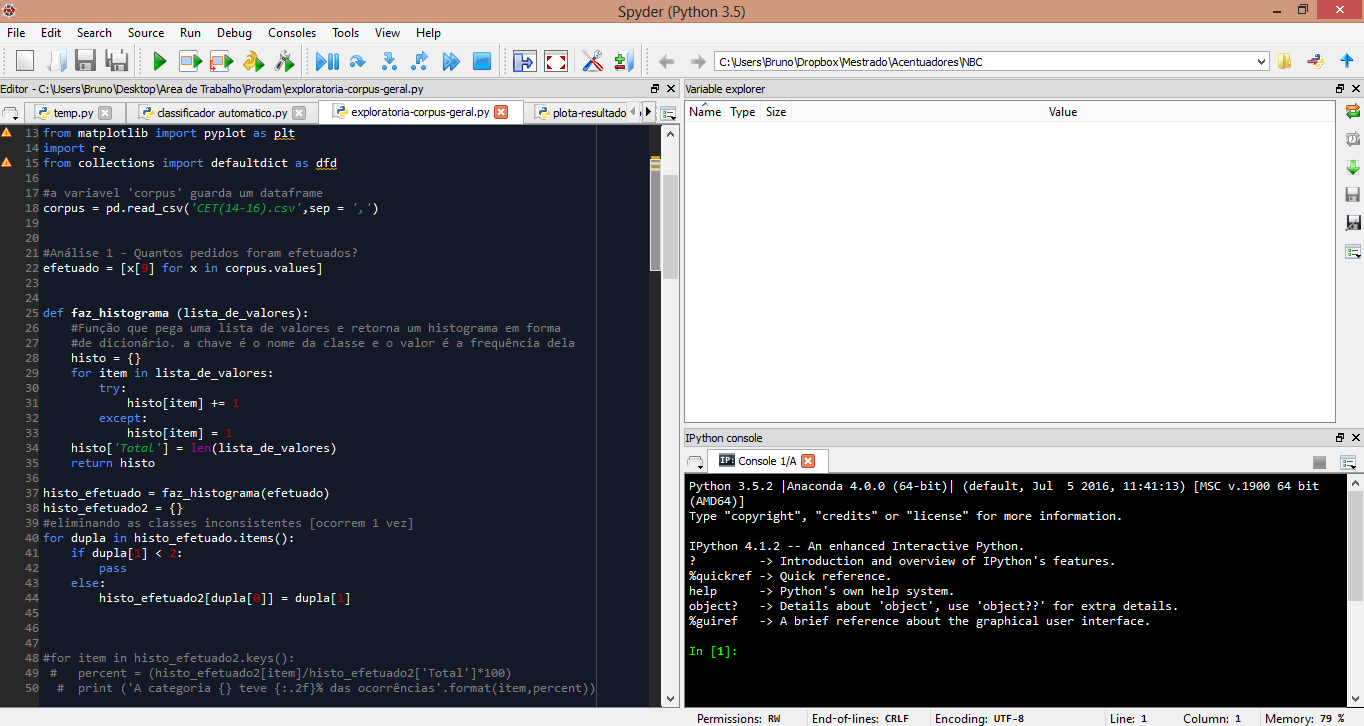 Spyder (Python 3.5)
File Edit Search Source Run Debug Consoles Tools View Help
C:\Users\Bruno\Dropbox\Mestrado\Acentuadores\NBC
Editor - C:\Users\Bruno\Desktop\Area de Trabalho\Prodam\exploratoria-corpus-geral.py
temp.py classificador automatico.py exploratoria-corpus-geral.py plota-resultado
13 from matplotlib import pyplot as plt
14 import re
15 from collections import defaultdict as dfd
16
17 #a variavel 'corpus' guarda um dataframe
18 corpus = pd.read_csv('CET(14-16).csv',sep = ',')
19
20
21 #Análise 1 - Quantos pedidos foram efetuados?
22 efetuado = [x[9] for x in corpus.values]
23
24
25 def faz_histograma (lista_de_valores):
26     #Função que pega uma lista de valores e retorna um histograma em forma
27     #de dicionário. a chave é o nome da classe e o valor é a frequência dela
28     histo = {}
29     for item in lista_de_valores:
30         try:
31             histo[item] += 1
32         except:
33             histo[item] = 1
34     histo['Total'] = len(lista_de_valores)
35     return histo
36
37 histo_efetuado = faz_histograma(efetuado)
38 histo_efetuado2 = {}
39 #eliminando as classes inconsistentes [ocorrem 1 vez]
40 for dupla in histo_efetuado.items():
41     if dupla[1] < 2:
42         pass
43     else:
44         histo_efetuado2[dupla[0]] = dupla[1]
45
46
47
48 #for item in histo_efetuado2.keys():
49  #   percent = (histo_efetuado2[item]/histo_efetuado2['Total']*100)
50   #  print ('A categoria {} teve {:.2f}% das ocorrências'.format(item,percent))
Variable explorer
Name Type Size Value
IPython console
IP: Console 1/A
Python 3.5.2 |Anaconda 4.0.0 (64-bit)| (default, Jul  5 2016, 11:41:13) [MSC v.1900 64 bit
(AMD64)]
Type "copyright", "credits" or "license" for more information.
IPython 4.1.2 -- An enhanced Interactive Python.
?         -> Introduction and overview of IPython's features.
%quickref -> Quick reference.
help      -> Python's own help system.
object?   -> Details about 'object', use 'object??' for extra details.
%guiref   -> A brief reference about the graphical user interface.
In [1]:
Permissions: RW End-of-lines: CRLF Encoding: UTF-8 Line: 1 Column: 1 Memory: 79 %